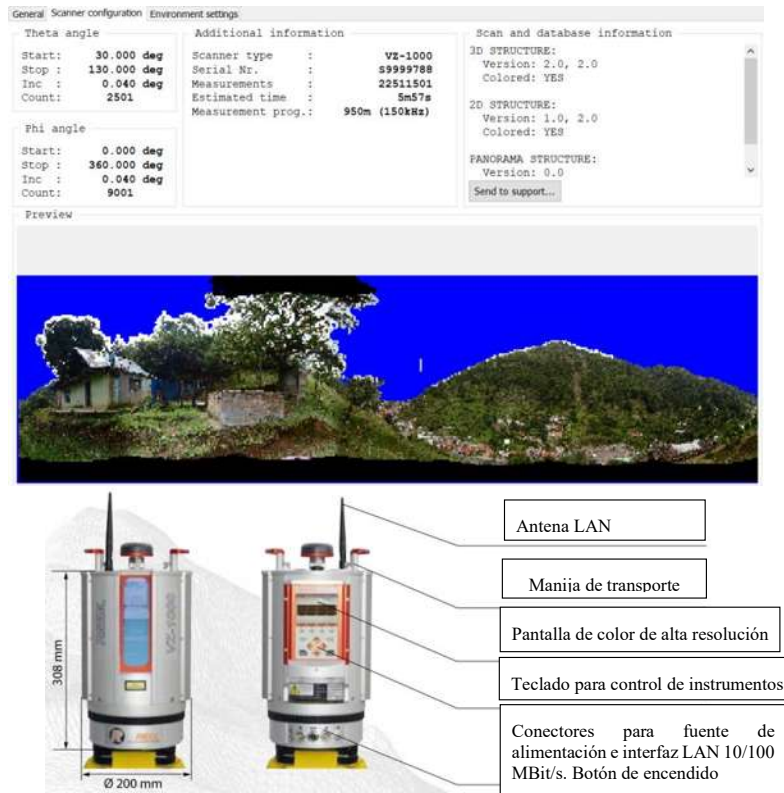 General Scanner configuration Environment settings
Theta angle
Start: 30.000 deg
Stop : 130.000 deg
Inc : 0.040 deg
Count: 2501
Phi angle
Start: 0.000 deg
Stop : 360.000 deg
Inc : 0.040 deg
Count: 9001
Additional information
Scanner type : VZ-1000
Serial Nr. : S9999788
Measurements : 22511501
Estimated time : 5m57s
Measurement prog.: 950m (150kHz)
Scan and database information
3D STRUCTURE:
Version: 2.0, 2.0
Colored: YES
2D STRUCTURE:
Version: 1.0, 2.0
Colored: YES
PANORAMA STRUCTURE:
Version: 0.0
Send to support...
Preview
308 mm
Ø 200 mm
RIEGL
VZ-1000
Antena LAN
Manija de transporte
Pantalla de color de alta resolución
Teclado para control de instrumentos
Conectores para fuente de
alimentación e interfaz LAN 10/100
MBit/s. Botón de encendido